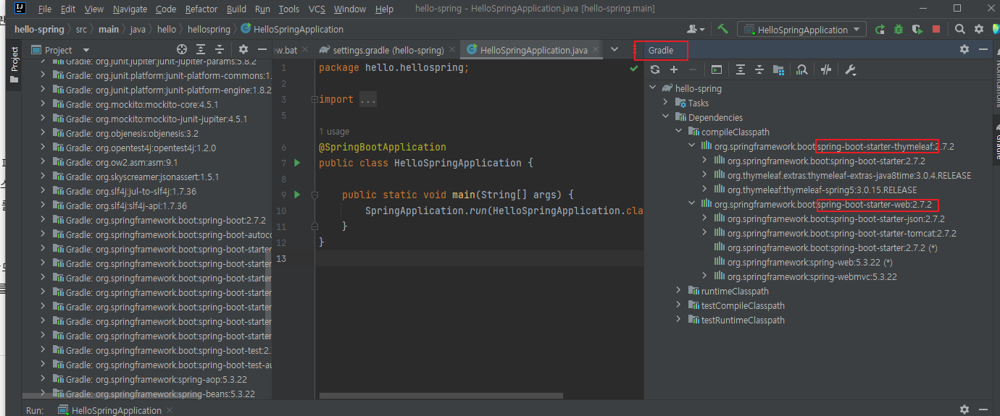 File Edit View Navigate Code Refactor Build Run Tools VCS Window Help hello-spring - HelloSpringApplication.java [hello-spring.main]
hello-spring src main java hello hellospring HelloSpringApplication HelloSpringApplication
Project
Project
Gradle: org.junit.jupiter:junit-jupiter-params:5.8.2
Gradle: org.junit.platform:junit-platform-commons:1.
Gradle: org.junit.platform:junit-platform-engine:1.8.2
Gradle: org.mockito:mockito-core:4.5.1
Gradle: org.mockito:mockito-junit-jupiter:4.5.1
Gradle: org.objenesis:objenesis:3.2
Gradle: org.opentest4j:opentest4j:1.2.0
Gradle: org.ow2.asm:asm:9.1
Gradle: org.skyscreamer:jsonassert:1.5.1
Gradle: org.slf4j:jul-to-slf4j:1.7.36
Gradle: org.slf4j:slf4j-api:1.7.36
Gradle: org.springframework.boot:spring-boot:2.7.2
Gradle: org.springframework.boot:spring-boot-autoco
Gradle: org.springframework.boot:spring-boot-starter
Gradle: org.springframework.boot:spring-boot-starter
Gradle: org.springframework.boot:spring-boot-starter
Gradle: org.springframework.boot:spring-boot-starter
Gradle: org.springframework.boot:spring-boot-starter
Gradle: org.springframework.boot:spring-boot-starter
Gradle: org.springframework.boot:spring-boot-starter
Gradle: org.springframework.boot:spring-boot-test:2.
Gradle: org.springframework.boot:spring-boot-test-au
Gradle: org.springframework:spring-aop:5.3.22
Gradle: org.springframework:spring-beans:5.3.22
ew.bat settings.gradle (hello-spring) HelloSpringApplication.java
1 package hello.hellospring;
2
3 import ...
5
1 usage
6 @SpringBootApplication
7 public class HelloSpringApplication {
8
9 public static void main(String[] args) {
10 SpringApplication.run(HelloSpringApplication.cla
11 }
12 }
13
Gradle
hello-spring
Tasks
Dependencies
compileClasspath
org.springframework.boot:spring-boot-starter-thymeleaf:2.7.2
org.springframework.boot:spring-boot-starter:2.7.2
org.thymeleaf.extras:thymeleaf-extras-java8time:3.0.4.RELEASE
org.thymeleaf:thymeleaf-spring5:3.0.15.RELEASE
org.springframework.boot:spring-boot-starter-web:2.7.2
org.springframework.boot:spring-boot-starter-json:2.7.2
org.springframework.boot:spring-boot-starter-tomcat:2.7.2
org.springframework.boot:spring-boot-starter:2.7.2 (*)
org.springframework:spring-web:5.3.22 (*)
org.springframework:spring-webmvc:5.3.22
runtimeClasspath
testCompileClasspath
testRuntimeClasspath
Notifications
Gradle
Run: HelloSpringApplication